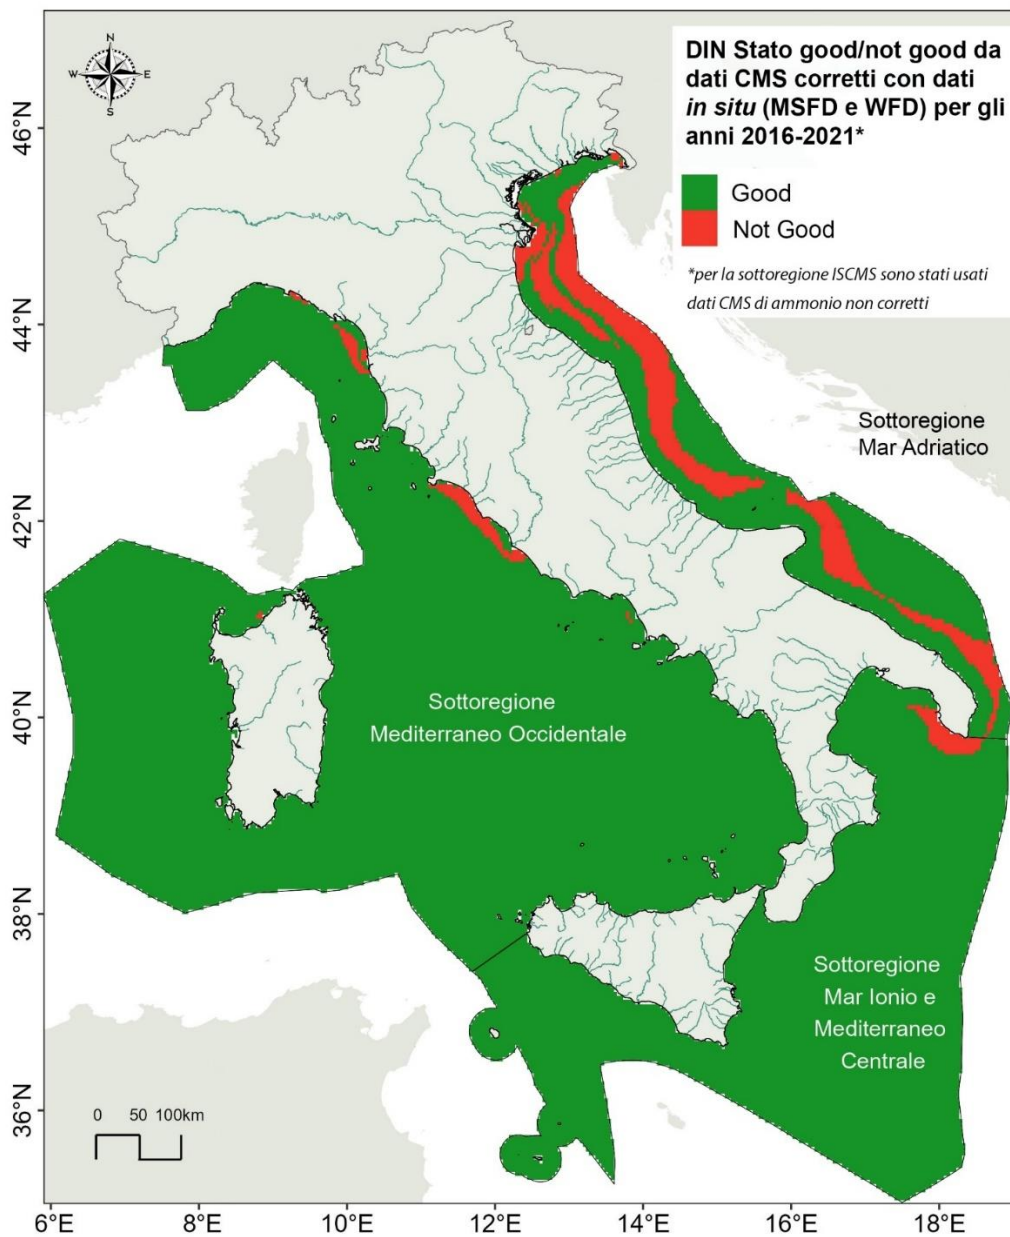 DIN Stato good/not good da
dati CMS corretti con dati
in situ (MSFD e WFD) per gli
anni 2016-2021*
Good
Not Good
*per la sottoregione ISCMS sono stati usati
dati CMS di ammonio non corretti
N
W E
S
46°N
44°N
42°N
40°N
38°N
36°N
Sottoregione
Mar Adriatico
Sottoregione
Mediterraneo Occidentale
Sottoregione
Mar Ionio e
Mediterraneo
Centrale
0 50 100km
6°E 8°E 10°E 12°E 14°E 16°E 18°E